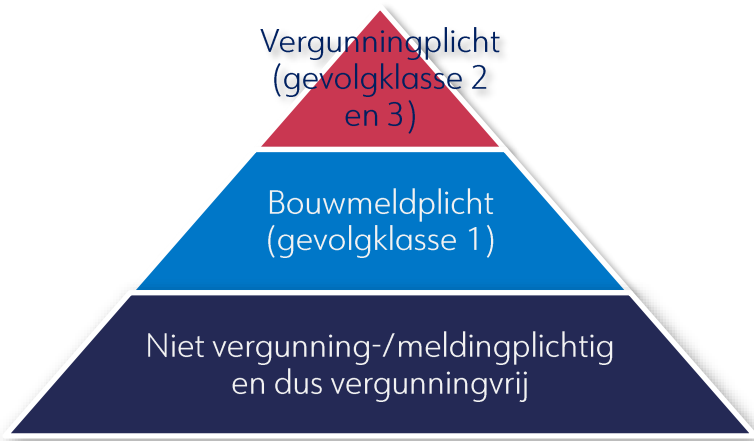 Vergunningplicht
(gevolgklasse 2
en 3)
Bouwmeldplicht
(gevolgklasse 1)
Niet vergunning-/meldingplichtig
en dus vergunningvrij